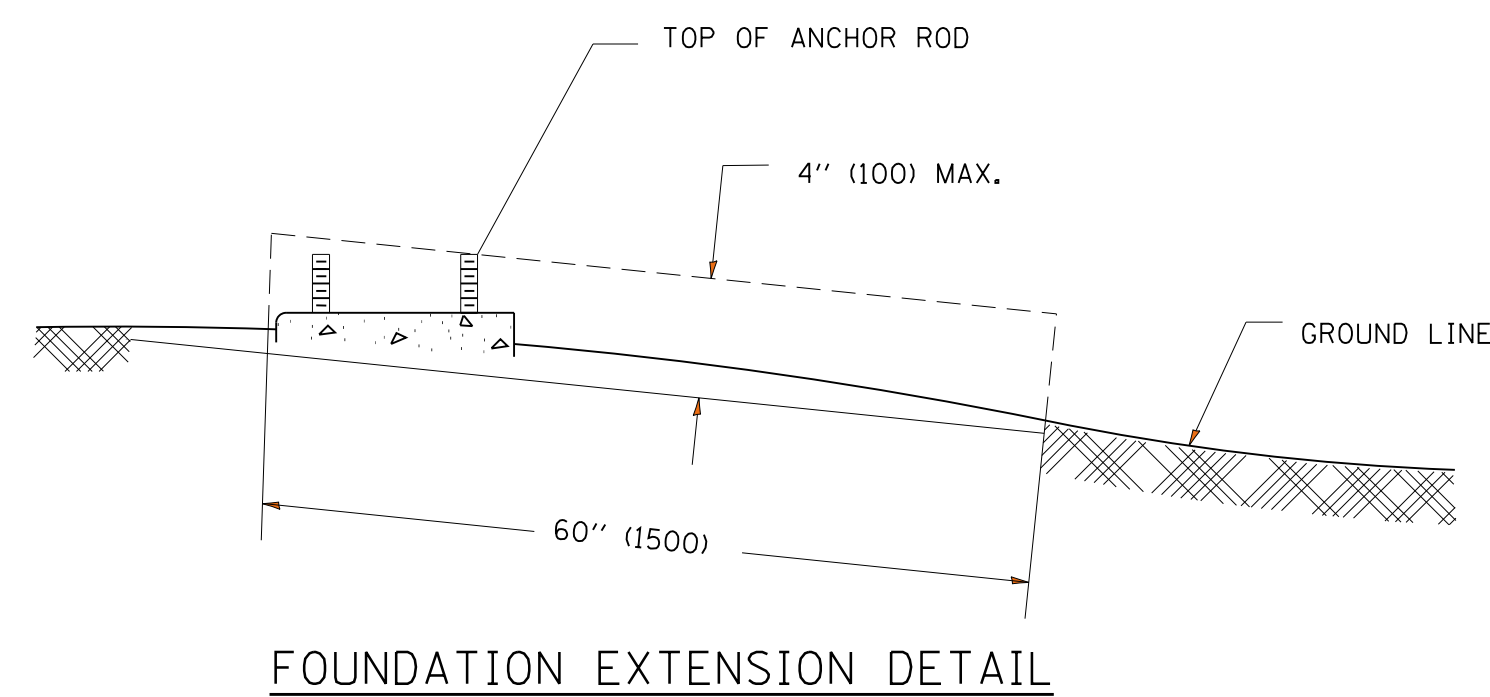 TOP OF ANCHOR ROD
4'' (100) MAX.
GROUND LINE
60'' (1500)
FOUNDATION EXTENSION DETAIL